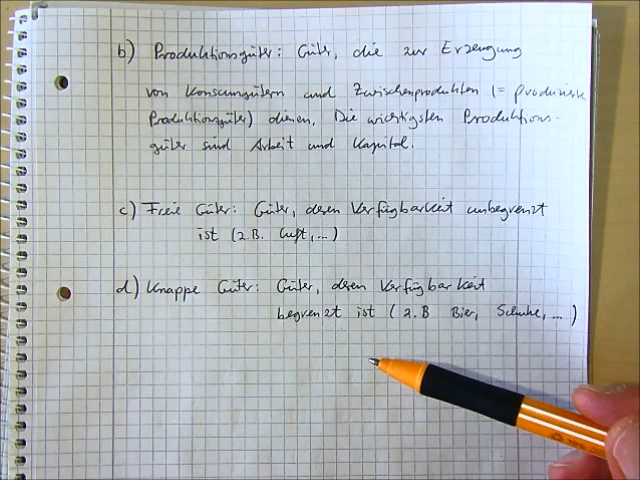 b) Produktionsgüter: Güter, die zur Erzeugung
von Konsumgütern und Zwischenprodukten (= produzierte
Produktionsgüter) dienen. Die wichtigsten Produktions-
güter sind Arbeit und Kapital.
c) Freie Güter: Güter, deren Verfügbarkeit unbegrenzt
ist (z.B. Luft,...)
d) Knappe Güter: Güter, deren Verfügbarkeit
begrenzt ist (z.B Bier, Schuhe, ...)